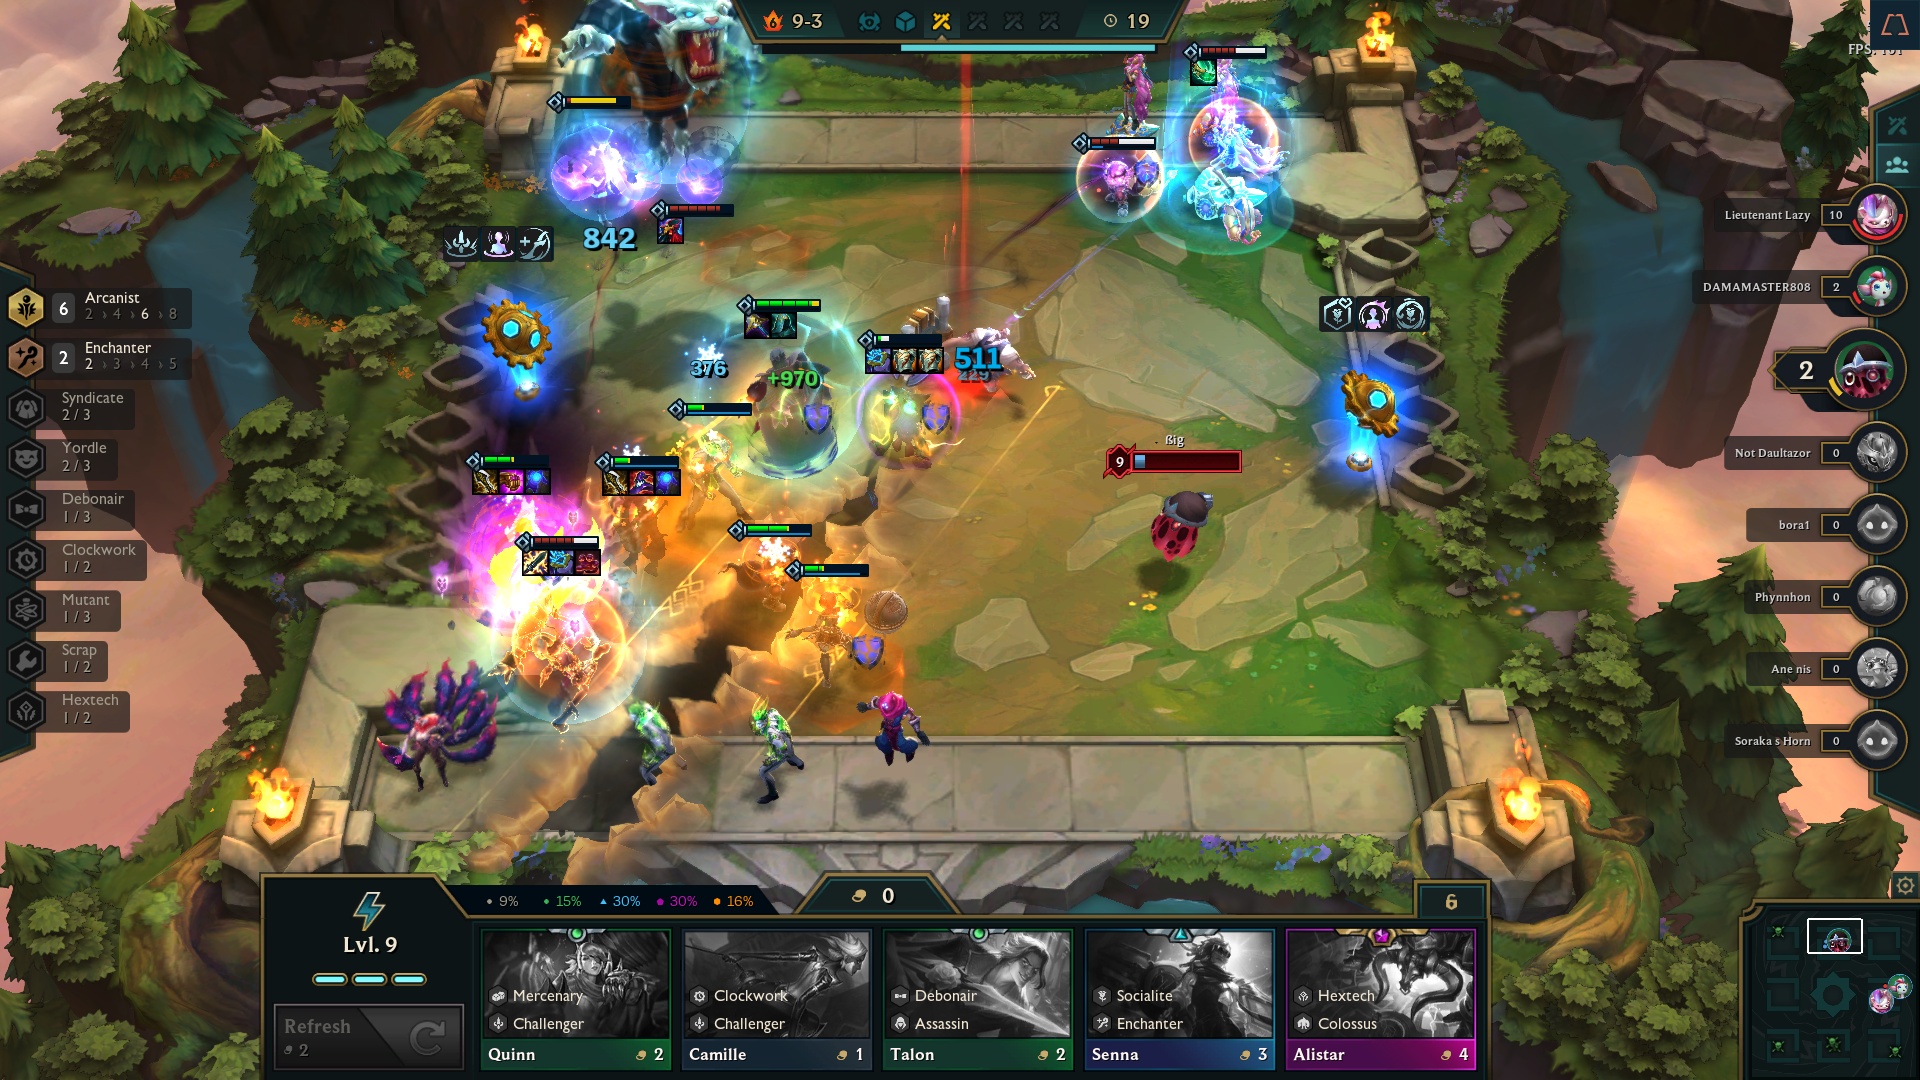 9-3
19
FPS: 101
842
376
+970
511
ßig
9
6
Arcanist
2 › 4 › 6 › 8
2
Enchanter
2 › 3 › 4 › 5
Syndicate
2 / 3
Yordle
2 / 3
Debonair
1 / 3
Clockwork
1 / 2
Mutant
1 / 3
Scrap
1 / 2
Hextech
1 / 2
Lieutenant Lazy 10
DAMAMASTER808 2
2
Not Daultazor 0
bora1 0
Phynnhon 0
Ane nis 0
Soraka s Horn 0
Lvl. 9
9% 15% 30% 30% 16%
0
6
Refresh
2
Mercenary
Challenger
Quinn 2
Clockwork
Challenger
Camille 1
Debonair
Assassin
Talon 2
Socialite
Enchanter
Senna 3
Hextech
Colossus
Alistar 4